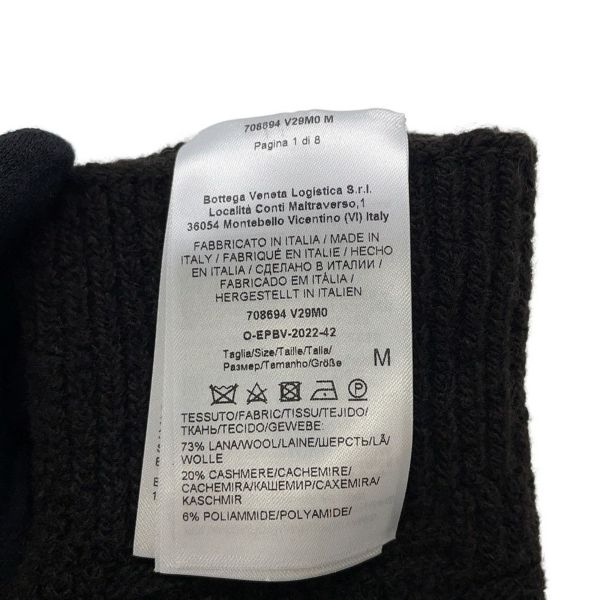 708694 V29M0 M
Pagina 1 di 8
Bottega Veneta Logistica S.r.l.
Località Conti Maltraverso,1
36054 Montebello Vicentino (VI) Italy
FABBRICATO IN ITALIA / MADE IN
ITALY / FABRIQUÉ EN ITALIE / HECHO
EN ITALIA / СДЕЛАНО В ИТАЛИИ /
FABRICADO EM ITÁLIA /
HERGESTELLT IN ITALIEN
708694 V29M0
O-EPBV-2022-42
Taglia/Size/Taille/Talla/
Размер/Tamanho/Größe
M
P
TESSUTO/FABRIC/TISSU/TEJIDO/
ТКАНЬ/TECIDO/GEWEBE:
73% LANA/WOOL/LAINE/ШЕРСТЬ/LÃ/
WOLLE
20% CASHMERE/CACHEMIRE/
CACHEMIRA/КАШЕМИР/CAXEMIRA/
KASCHMIR
6% POLIAMMIDE/POLYAMIDE/